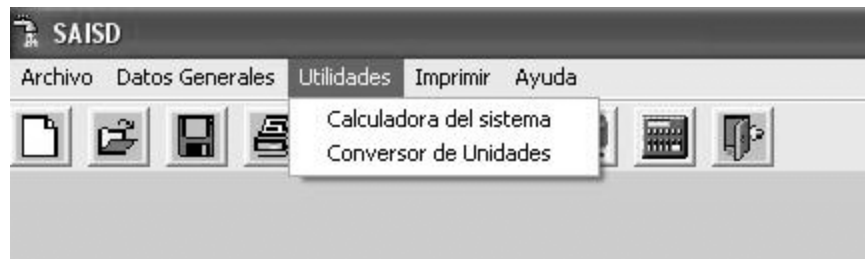 SAISD
Archivo Datos Generales Utilidades Imprimir Ayuda
Calculadora del sistema
Conversor de Unidades